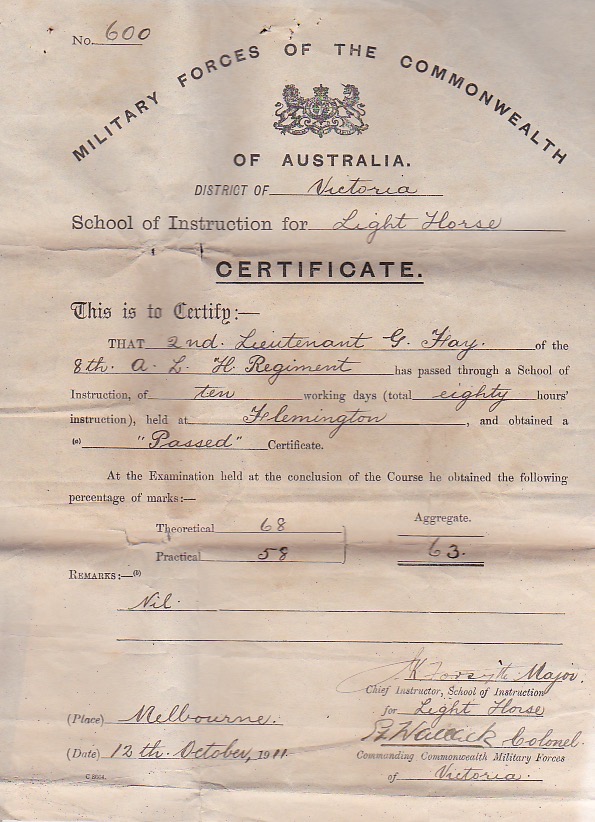 No. 600
MILITARY FORCES OF THE COMMONWEALTH
OF AUSTRALIA.
DISTRICT OF Victoria
School of Instruction for Light Horse
CERTIFICATE.
This is to Certify:—
THAT 2nd. Lieutenant G. Hay. of the
8th. A. L. H. Regiment has passed through a School of
Instruction, of ten working days (total eighty hours'
instruction), held at Flemington, and obtained a
(a) "Passed" Certificate.
At the Examination held at the conclusion of the Course he obtained the following
percentage of marks:—
Theoretical 68
Aggregate.
Practical 58
63.
REMARKS:—(b)
Nil.
Forsyth Major.
Chief Instructor, School of Instruction
for Light Horse
(Place) Melbourne.
Wallack Colonel.
(Date) 12th. October, 1911.
Commanding Commonwealth Military Forces
of Victoria.